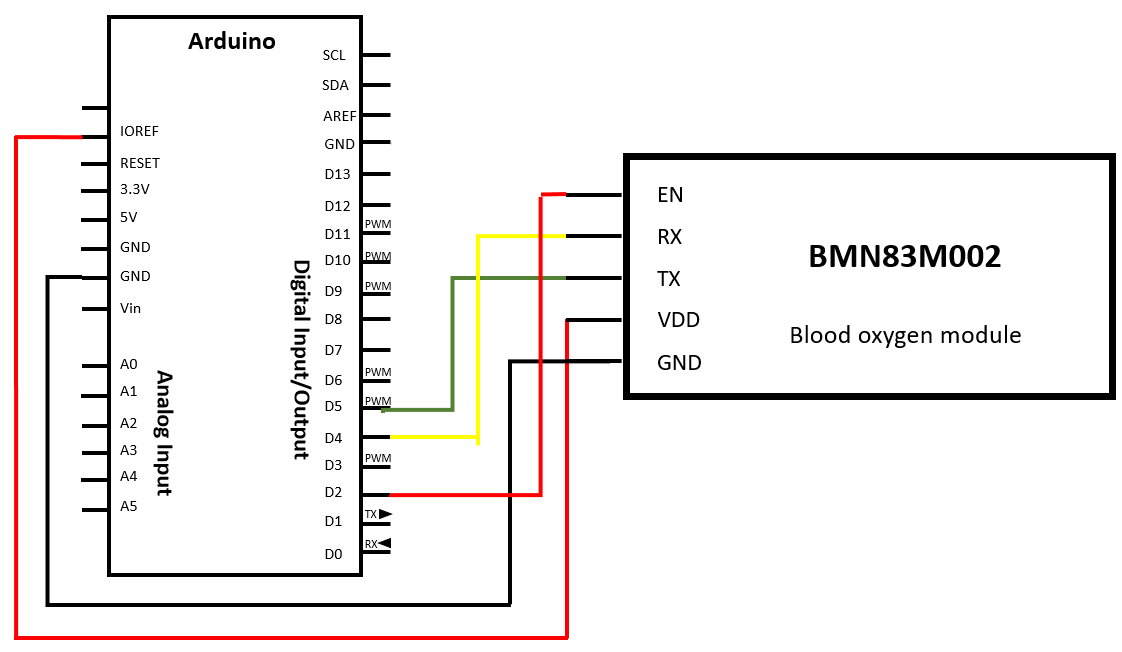 Arduino
IOREF
RESET
3.3V
5V
GND
GND
Vin
A0
A1
A2
A3
A4
A5
Analog Input
SCL
SDA
AREF
GND
D13
D12
D11 PWM
D10 PWM
D9 PWM
D8
D7
D6 PWM
D5 PWM
D4
D3 PWM
D2
D1 TX
D0 RX
Digital Input/Output
EN
RX
TX
VDD
GND
BMN83M002
Blood oxygen module